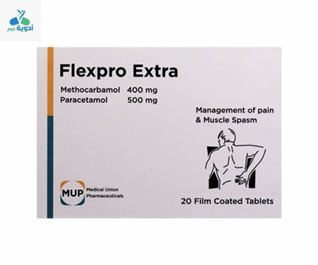 أدوية دوت كوم
Flexpro Extra
Methocarbamol 400 mg
Paracetamol 500 mg
Management of pain
& Muscle Spasm
MUP
Medical Union
Pharmaceuticals
20 Film Coated Tablets